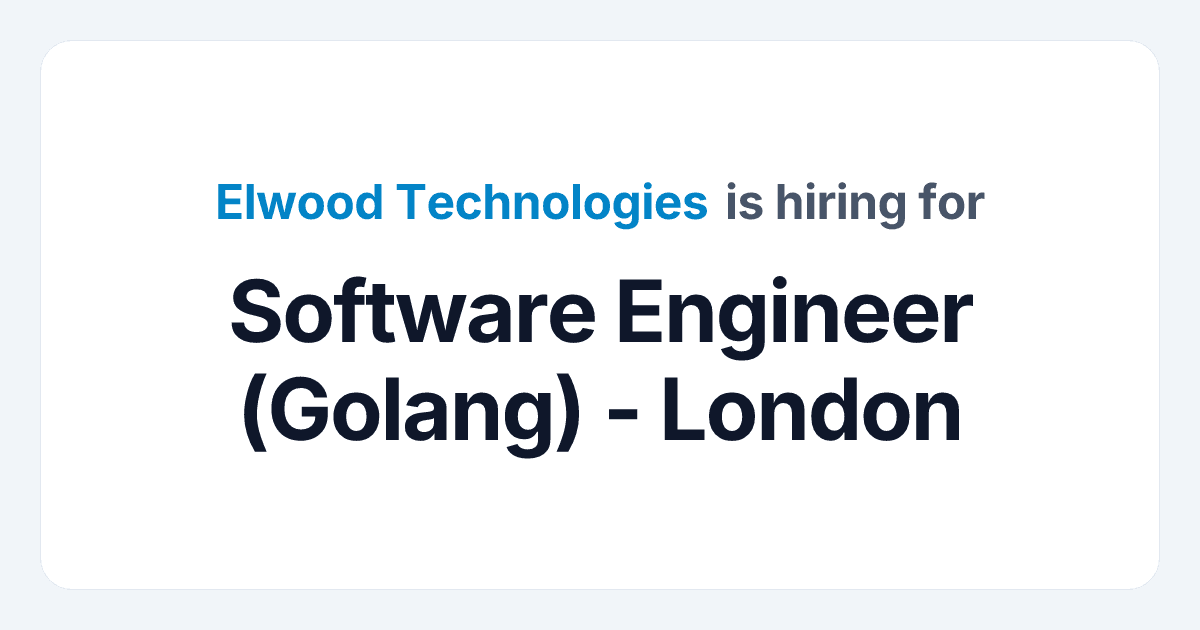 Elwood Technologies is hiring for
Software Engineer
(Golang) - London